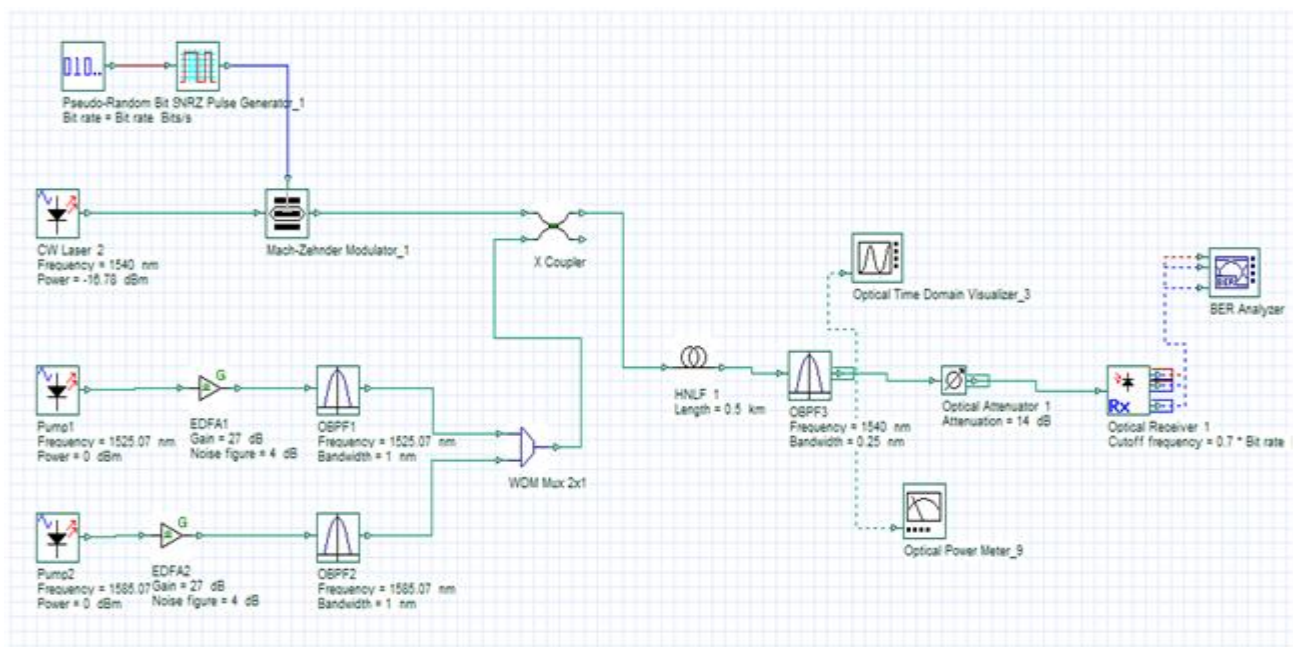 010..
Pseudo-Random Bit S
NRZ Pulse Generator_1
Bit rate = Bit rate Bits/s
CW Laser 2
Frequency = 1540 nm
Power = -16.78 dBm
Mach-Zehnder Modulator_1
X Coupler
Optical Time Domain Visualizer_3
BER
BER Analyzer
Pump1
Frequency = 1525.07 nm
Power = 0 dBm
G
EDFA1
Gain = 27 dB
Noise figure = 4 dB
OBPF1
Frequency = 1525.07 nm
Bandwidth = 1 nm
WDM Mux 2x1
HNLF 1
Length = 0.5 km
OBPF3
Frequency = 1540 nm
Bandwidth = 0.25 nm
Optical Attenuator 1
Attenuation = 14 dB
Rx
Optical Receiver 1
Cutoff frequency = 0.7 * Bit rate
Optical Power Meter_9
Pump2
Frequency = 1585.07
Power = 0 dBm
G
EDFA2
Gain = 27 dB
Noise figure = 4 dB
OBPF2
Frequency = 1585.07 nm
Bandwidth = 1 nm